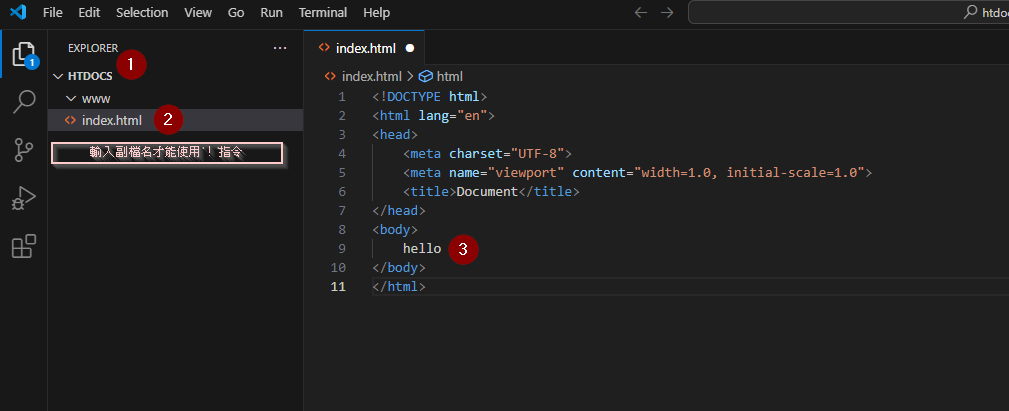 File Edit Selection View Go Run Terminal Help
htdoc
EXPLORER
1
HTDOCS
www
index.html
2
輸入副檔名才能使用'! 指令
1
index.html
index.html > html
1 <!DOCTYPE html>
2 <html lang="en">
3 <head>
4 <meta charset="UTF-8">
5 <meta name="viewport" content="width=1.0, initial-scale=1.0">
6 <title>Document</title>
7 </head>
8 <body>
9 hello
3
10 </body>
11 </html>